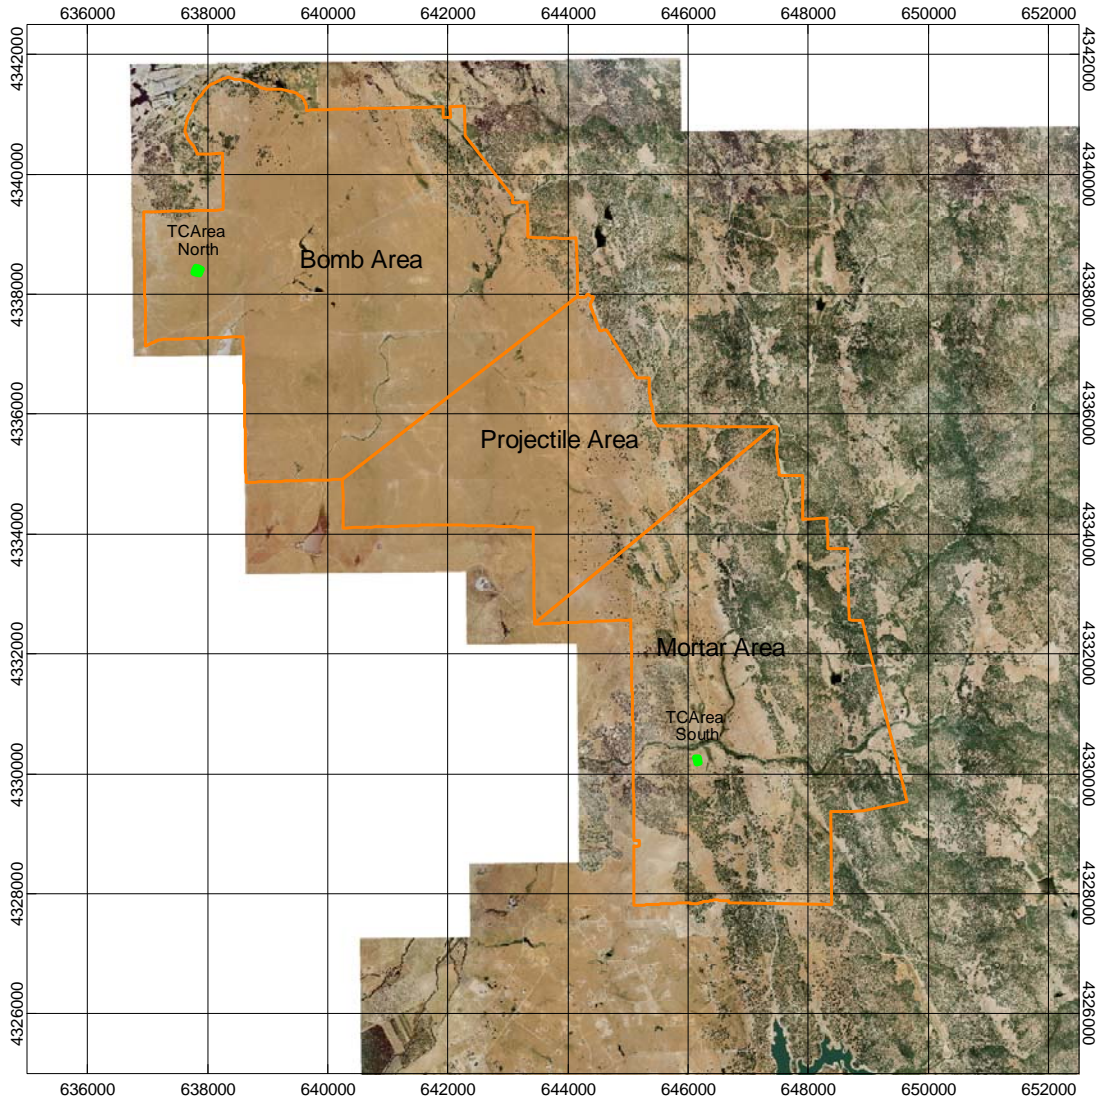 636000 638000 640000 642000 644000 646000 648000 650000 652000
4342000 4342000
4340000 4340000
TCArea
North
Bomb Area
4338000 4338000
4336000 4336000
Projectile Area
4334000 4334000
Mortar Area
4332000 4332000
TCArea
South
4330000 4330000
4328000 4328000
4326000 4326000
636000 638000 640000 642000 644000 646000 648000 650000 652000